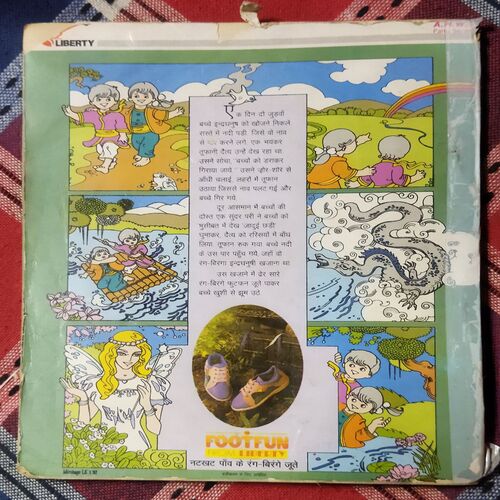 LIBERTY
एक दिन दो जुड़वाँ
बच्चे इन्द्रधनुष को खोजने निकले
रास्ते में नदी पड़ी जिसे वो नाव
से पार करने लगे. एक भयंकर
तूफानी दैत्य उन्हें देख रहा था.
उसने सोचा, बच्चों को डराकर
गिराया जाये. उसने ज़ोर-शोर से
आँधी चलाई. लहरों में तूफान
उठाया जिससे नाव पलट गई और
बच्चे गिर गये.
दूर आसमान में बच्चों की
दोस्त एक सुंदर परी ने बच्चों को
मुसीबत में देख जादुई छड़ी
घुमाकर, दैत्य को रस्सियों में बाँध
लिया. तूफान रुक गया. बच्चे नदी
के उस पार पहुँच गये, जहाँ वो
रंग-बिरंगा इन्द्रधनुषी खज़ाना था.
उस खज़ाने में ढेर सारे
रंग-बिरंगे फुटफन जूते पाकर
बच्चे खुशी से झूम उठे.
FOOTFUN
FROM LIBERTY
नटखट पाँव के रंग-बिरंगे जूते